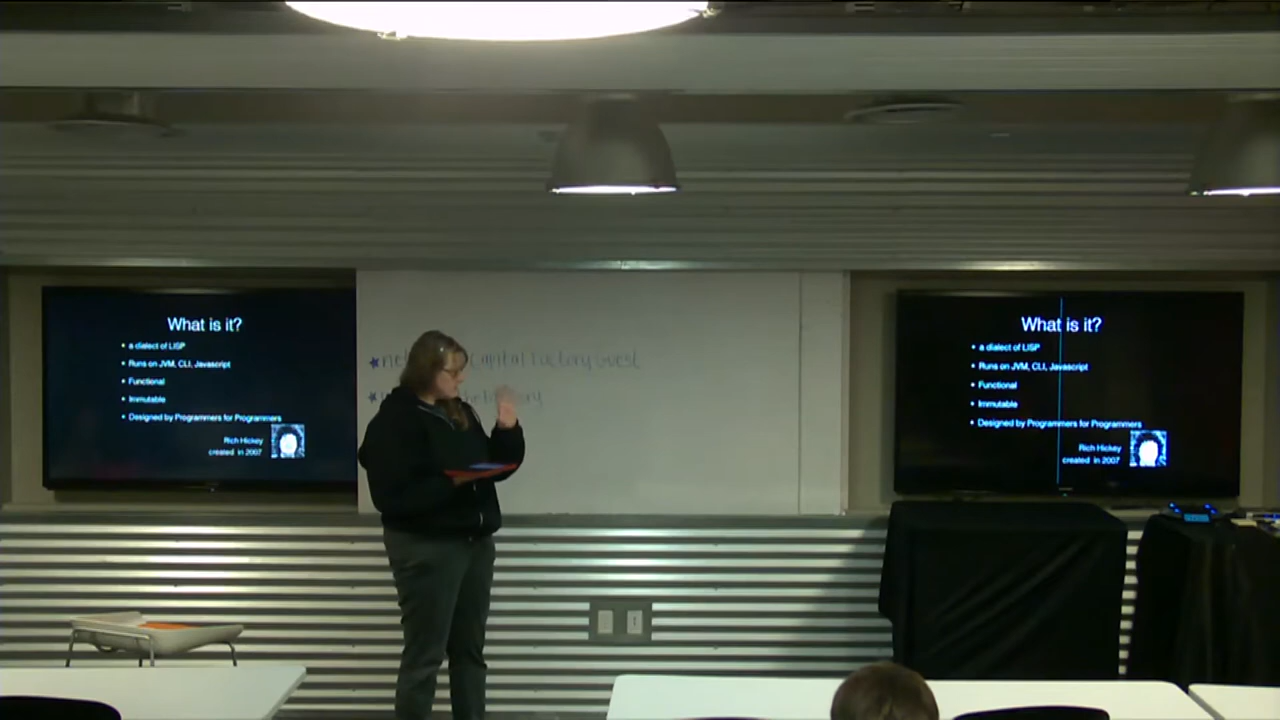 What is it?
a dialect of LISP
Runs on JVM, CLI, Javascript
Functional
Immutable
Designed by Programmers for Programmers
Rich Hickey
created in 2007
Capital Factory Guest
What is it?
a dialect of LISP
Runs on JVM, CLI, Javascript
Functional
Immutable
Designed by Programmers for Programmers
Rich Hickey
created in 2007